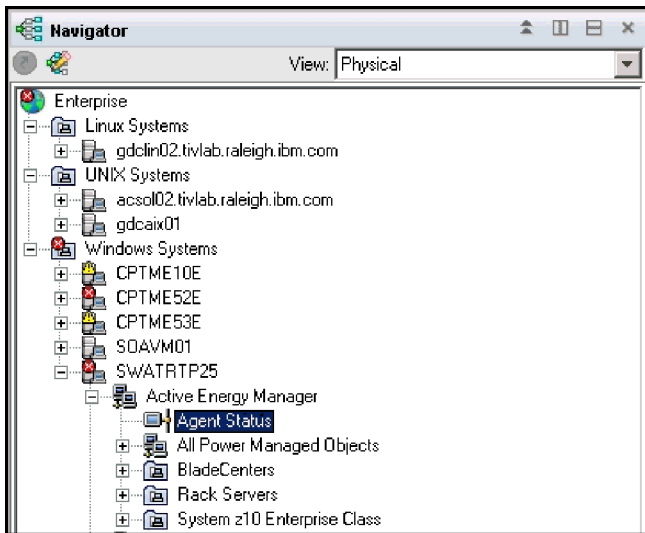 Navigator
View: Physical
Enterprise
Linux Systems
gdclin02.tivlab.raleigh.ibm.com
UNIX Systems
acsol02.tivlab.raleigh.ibm.com
gdcaix01
Windows Systems
CPTME10E
CPTME52E
CPTME53E
SOAVM01
SWATRTP25
Active Energy Manager
Agent Status
All Power Managed Objects
BladeCenters
Rack Servers
System z10 Enterprise Class